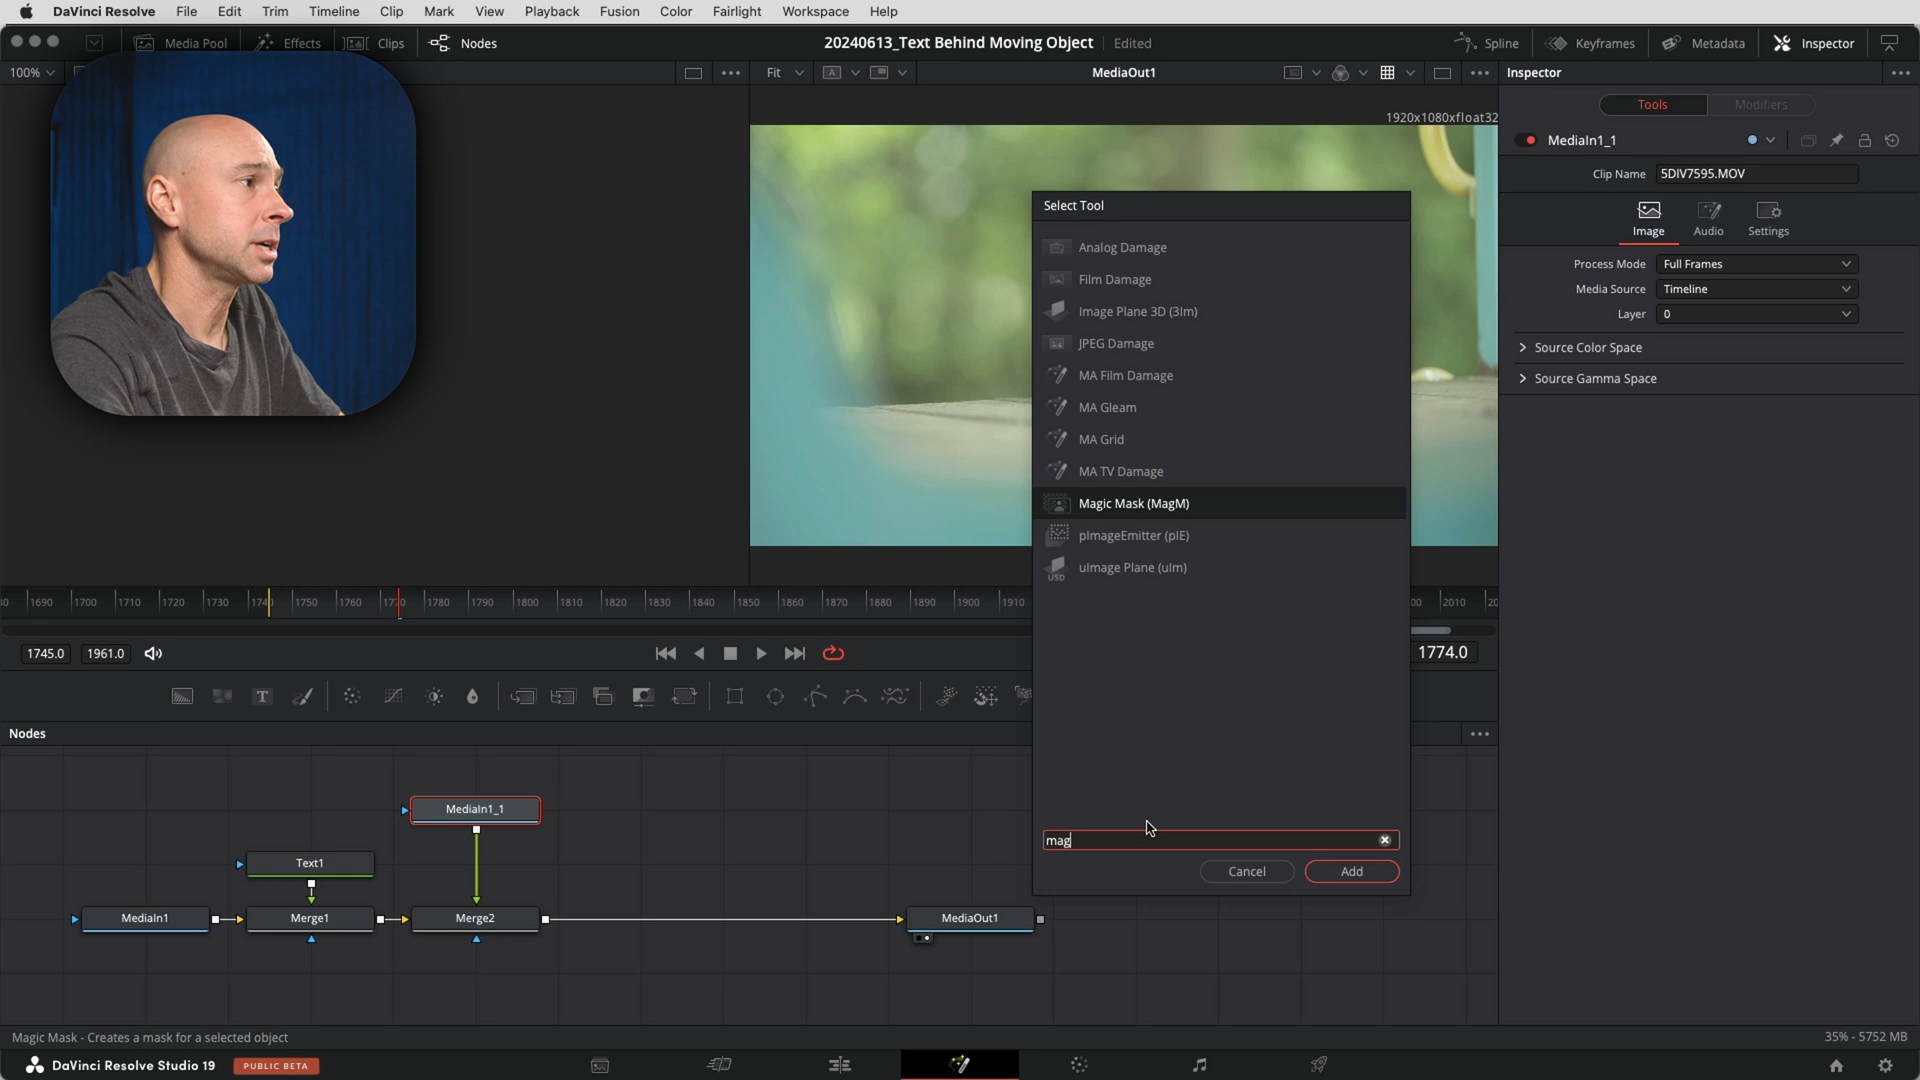 DaVinci Resolve File Edit Trim Timeline Clip Mark View Playback Fusion Color Fairlight Workspace Help
Media Pool Effects Clips Nodes 20240613_Text Behind Moving Object Edited Spline Keyframes Metadata Inspector
100% Fit MediaOut1 Inspector
Tools Modifiers
1920x1080xfloat32
MediaIn1_1
Clip Name 5DIV7595.MOV
Image Audio Settings
Process Mode Full Frames
Media Source Timeline
Layer 0
Source Color Space
Source Gamma Space
Select Tool
Analog Damage
Film Damage
Image Plane 3D (3Im)
JPEG Damage
MA Film Damage
MA Gleam
MA Grid
MA TV Damage
Magic Mask (MagM)
pImageEmitter (pIE)
uImage Plane (uIm)
mag
Cancel Add
1690 1700 1710 1720 1730 1740 1750 1760 1770 1780 1790 1800 1810 1820 1830 1840 1850 1860 1870 1880 1890 1900 1910 2010
1745.0 1961.0 1774.0
Nodes
MediaIn1_1
Text1
MediaIn1 Merge1 Merge2 MediaOut1
Magic Mask - Creates a mask for a selected object 35% - 5752 MB
DaVinci Resolve Studio 19 PUBLIC BETA